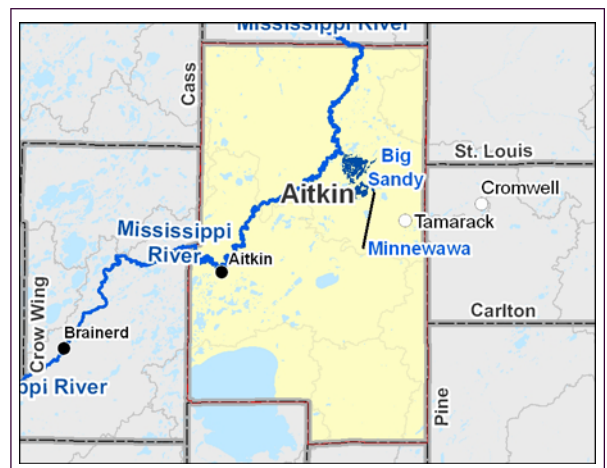 Mississippi River
Cass
Big
Sandy
St. Louis
Cromwell
Aitkin
Tamarack
Mississippi
River
Minnewawa
Aitkin
Crow Wing
Brainerd
Carlton
ppi River
Pine